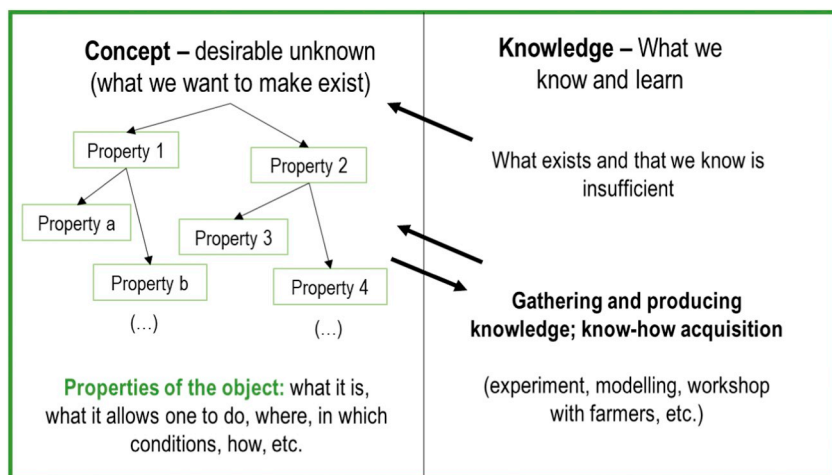 Concept – desirable unknown
(what we want to make exist)
Property 1
Property 2
Property a
Property 3
Property b
Property 4
(...)
(...)
Properties of the object: what it is,
what it allows one to do, where, in which
conditions, how, etc.
Knowledge – What we
know and learn
What exists and that we know is
insufficient
Gathering and producing
knowledge; know-how acquisition
(experiment, modelling, workshop
with farmers, etc.)